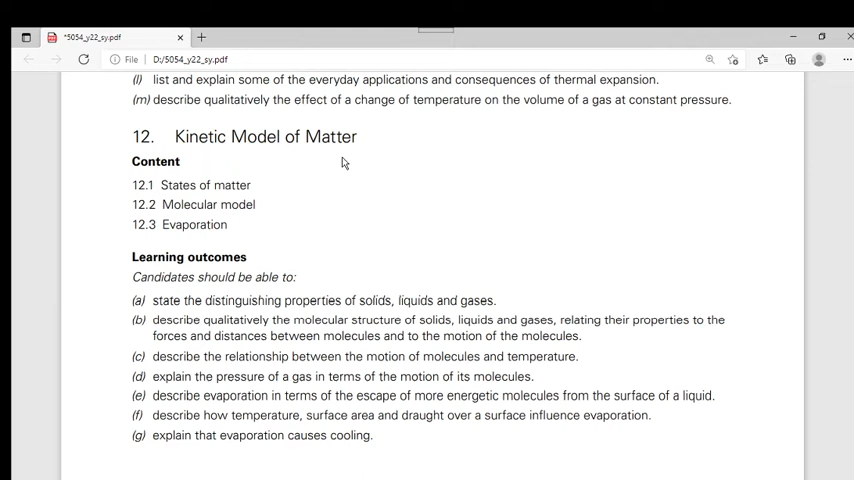 *5054_y22_sy.pdf
File D:/5054_y22_sy.pdf
(l) list and explain some of the everyday applications and consequences of thermal expansion.
(m) describe qualitatively the effect of a change of temperature on the volume of a gas at constant pressure.
12. Kinetic Model of Matter
Content
12.1 States of matter
12.2 Molecular model
12.3 Evaporation
Learning outcomes
Candidates should be able to:
(a) state the distinguishing properties of solids, liquids and gases.
(b) describe qualitatively the molecular structure of solids, liquids and gases, relating their properties to the
forces and distances between molecules and to the motion of the molecules.
(c) describe the relationship between the motion of molecules and temperature.
(d) explain the pressure of a gas in terms of the motion of its molecules.
(e) describe evaporation in terms of the escape of more energetic molecules from the surface of a liquid.
(f) describe how temperature, surface area and draught over a surface influence evaporation.
(g) explain that evaporation causes cooling.